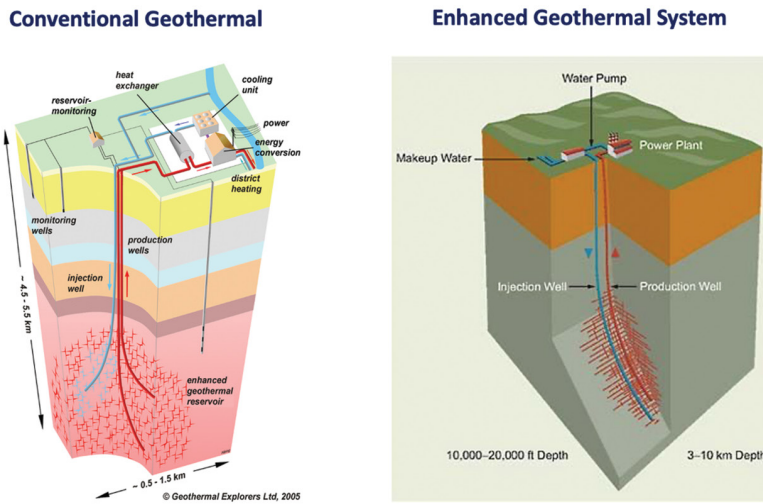 Conventional Geothermal
heat
exchanger
cooling
unit
reservoir-
monitoring
power
energy
conversion
district
heating
monitoring
wells
production
wells
injection
well
~ 4.5 - 5.5 km
enhanced
geothermal
reservoir
~ 0.5 - 1.5 km
© Geothermal Explorers Ltd, 2005
Enhanced Geothermal System
Water Pump
Makeup Water
Power Plant
Injection Well
Production Well
10,000–20,000 ft Depth
3–10 km Depth